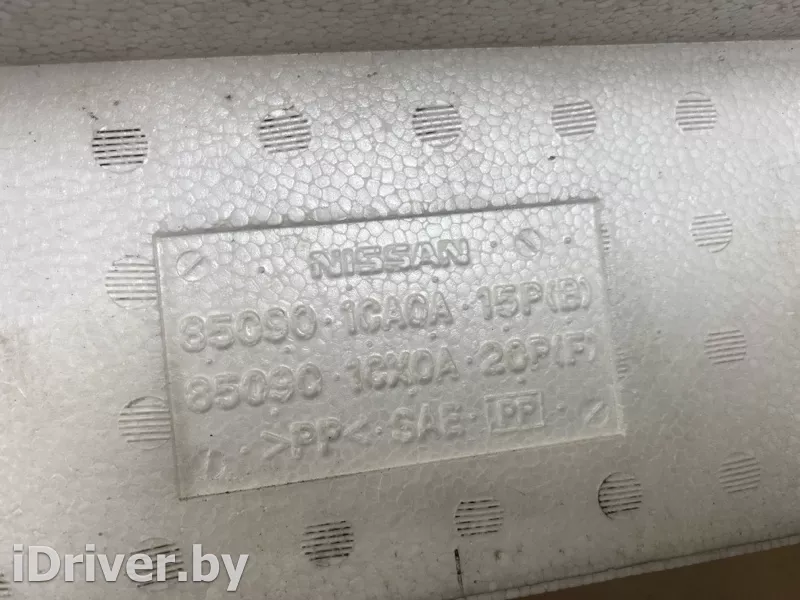 NISSAN
85090·1CA0A·15P(B)
85090·1CX0A·20P(F)
>PP<·SAE·PP
iDriver.by